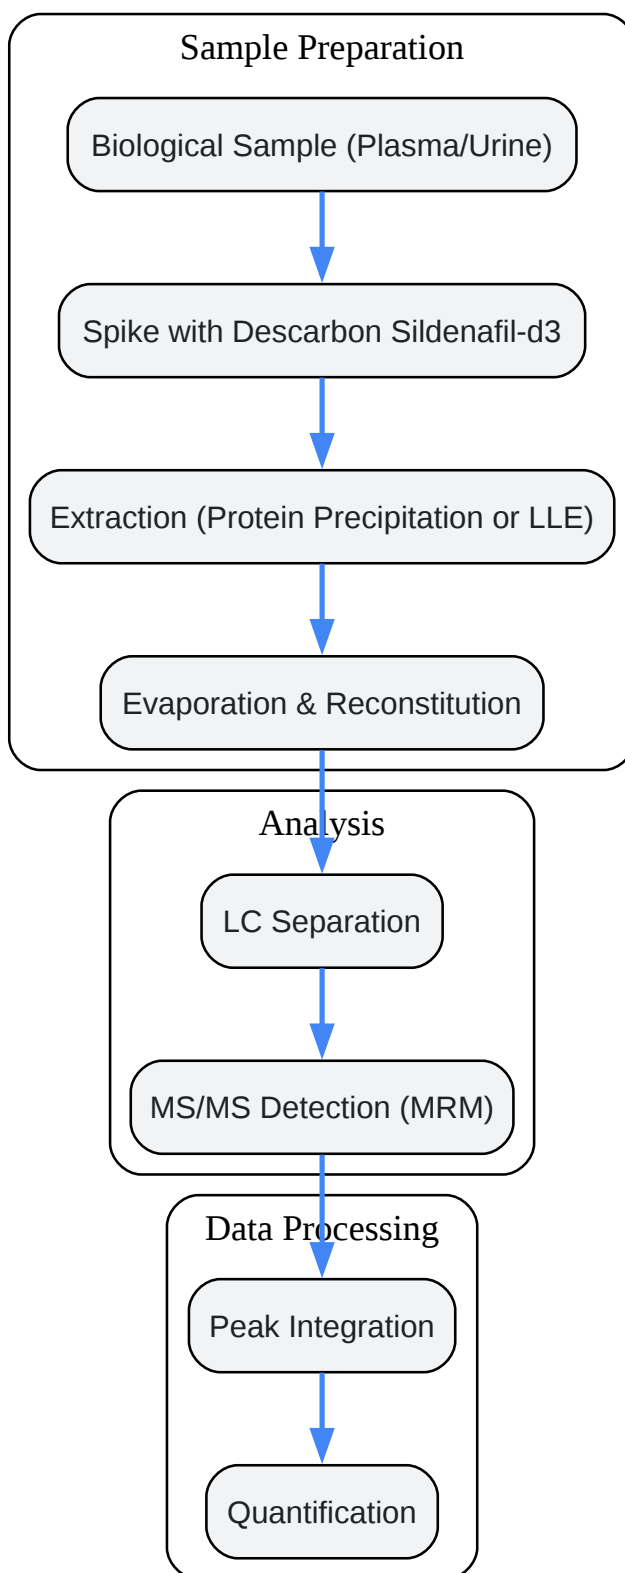 Sample Preparation
Biological Sample (Plasma/Urine)
Spike with Descarbon Sildenafil-d3
Extraction (Protein Precipitation or LLE)
Evaporation & Reconstitution
Analysis
LC Separation
MS/MS Detection (MRM)
Data Processing
Peak Integration
Quantification